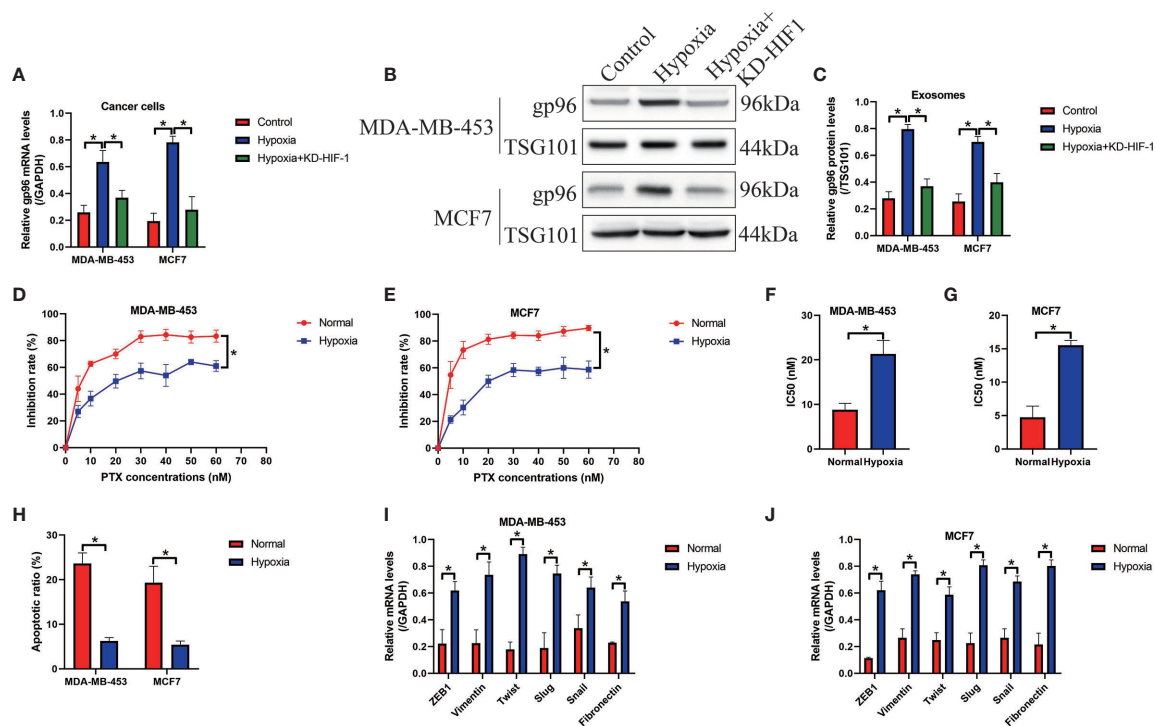 A
Cancer cells
Relative gp96 mRNA levels
(/GAPDH)
1.0
0.8
0.6
0.4
0.2
0.0
* * * *
MDA-MB-453 MCF7
Control
Hypoxia
Hypoxia+KD-HIF-1
B
Control
Hypoxia
Hypoxia+
KD-HIF1
MDA-MB-453
gp96 96kDa
TSG101 44kDa
MCF7
gp96 96kDa
TSG101 44kDa
C
Exosomes
Relative gp96 protein levels
(/TSG101)
1.0
0.8
0.6
0.4
0.2
0.0
* * * *
MDA-MB-453 MCF7
Control
Hypoxia
Hypoxia+KD-HIF-1
D
MDA-MB-453
Inhibition rate (%)
100
80
60
40
20
0
0 10 20 30 40 50 60 70 80
PTX concentrations (nM)
*
Normal
Hypoxia
E
MCF7
Inhibition rate (%)
100
80
60
40
20
0
0 10 20 30 40 50 60 70 80
PTX concentrations (nM)
*
Normal
Hypoxia
F
MDA-MB-453
IC50 (nM)
30
20
10
0
*
Normal Hypoxia
G
MCF7
IC50 (nM)
20
15
10
5
0
*
Normal Hypoxia
H
Apoptotic ratio (%)
30
20
10
0
* *
MDA-MB-453 MCF7
Normal
Hypoxia
I
MDA-MB-453
Relative mRNA levels
(/GAPDH)
1.0
0.8
0.6
0.4
0.2
0.0
* * * * * *
ZEB1 Vimentin Twist Slug Snail Fibronectin
Normal
Hypoxia
J
MCF7
Relative mRNA levels
(/GAPDH)
1.0
0.8
0.6
0.4
0.2
0.0
* * * * * *
ZEB1 Vimentin Twist Slug Snail Fibronectin
Normal
Hypoxia